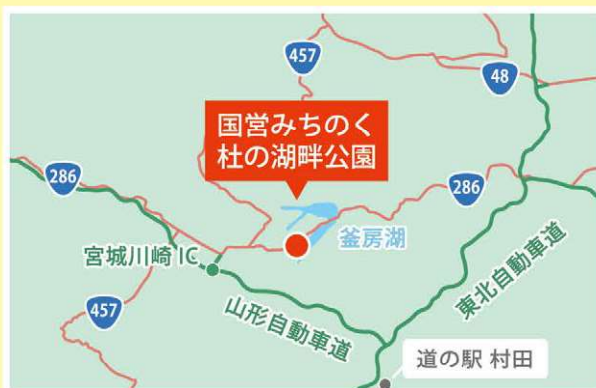 457
48
国営みちのく
杜の湖畔公園
286
286
釜房湖
宮城川崎 IC
東北自動車道
457
山形自動車道
道の駅 村田